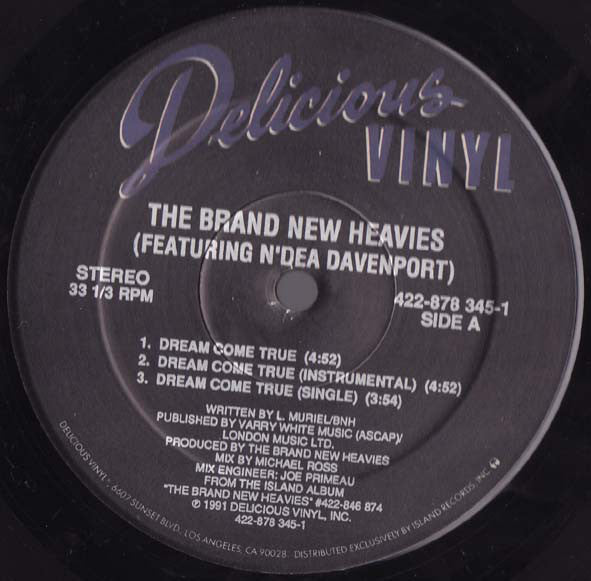 Delicious
VINYL
THE BRAND NEW HEAVIES
(FEATURING N'DEA DAVENPORT)
STEREO
33 1/3 RPM
422-878 345-1
SIDE A
1. DREAM COME TRUE (4:52)
2. DREAM COME TRUE (INSTRUMENTAL) (4:52)
3. DREAM COME TRUE (SINGLE) (3:54)
WRITTEN BY L. MURIEL/BNH
PUBLISHED BY VARRY WHITE MUSIC (ASCAP)/
LONDON MUSIC LTD.
PRODUCED BY THE BRAND NEW HEAVIES
MIX BY MICHAEL ROSS
MIX ENGINEER: JOE PRIMEAU
FROM THE ISLAND ALBUM
"THE BRAND NEW HEAVIES" #422-846 874
℗ 1991 DELICIOUS VINYL, INC.
422-878 345-1
DELICIOUS VINYL - 6607 SUNSET BLVD., LOS ANGELES, CA 90028. DISTRIBUTED EXCLUSIVELY BY ISLAND RECORDS, INC.